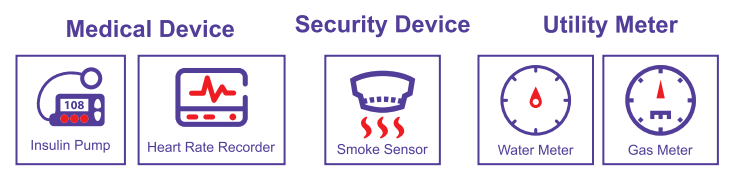 Medical Device
Security Device
Utility Meter
108
Insulin Pump
Heart Rate Recorder
Smoke Sensor
Water Meter
Gas Meter